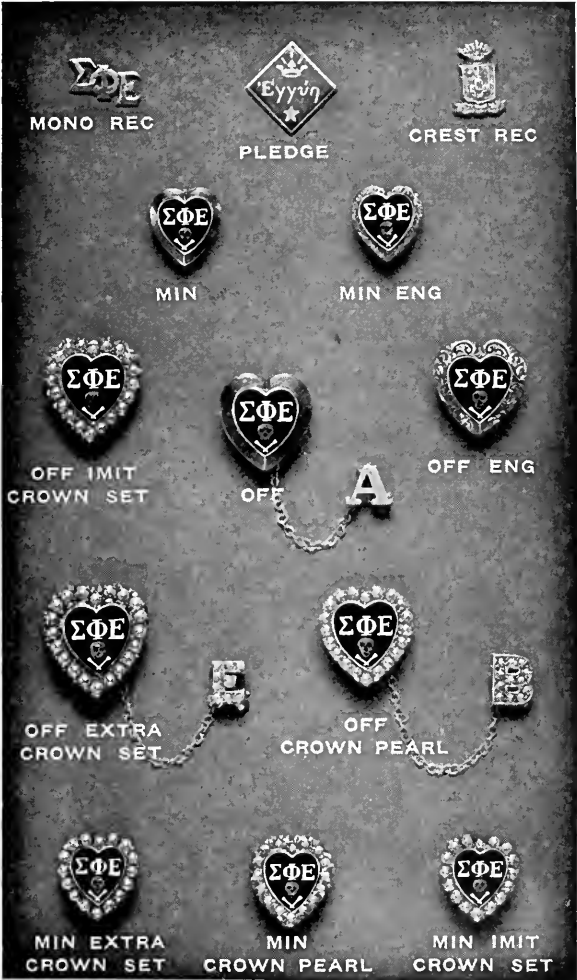 ΣΦΕ
MONO REC
Ἐγγύη
PLEDGE
CREST REC
ΣΦΕ
MIN
ΣΦΕ
MIN ENG
ΣΦΕ
OFF IMIT
CROWN SET
ΣΦΕ
OFF
A
ΣΦΕ
OFF ENG
ΣΦΕ
E
OFF EXTRA
CROWN SET
ΣΦΕ
B
OFF
CROWN PEARL
ΣΦΕ
MIN EXTRA
CROWN SET
ΣΦΕ
MIN
CROWN PEARL
ΣΦΕ
MIN IMIT
CROWN SET